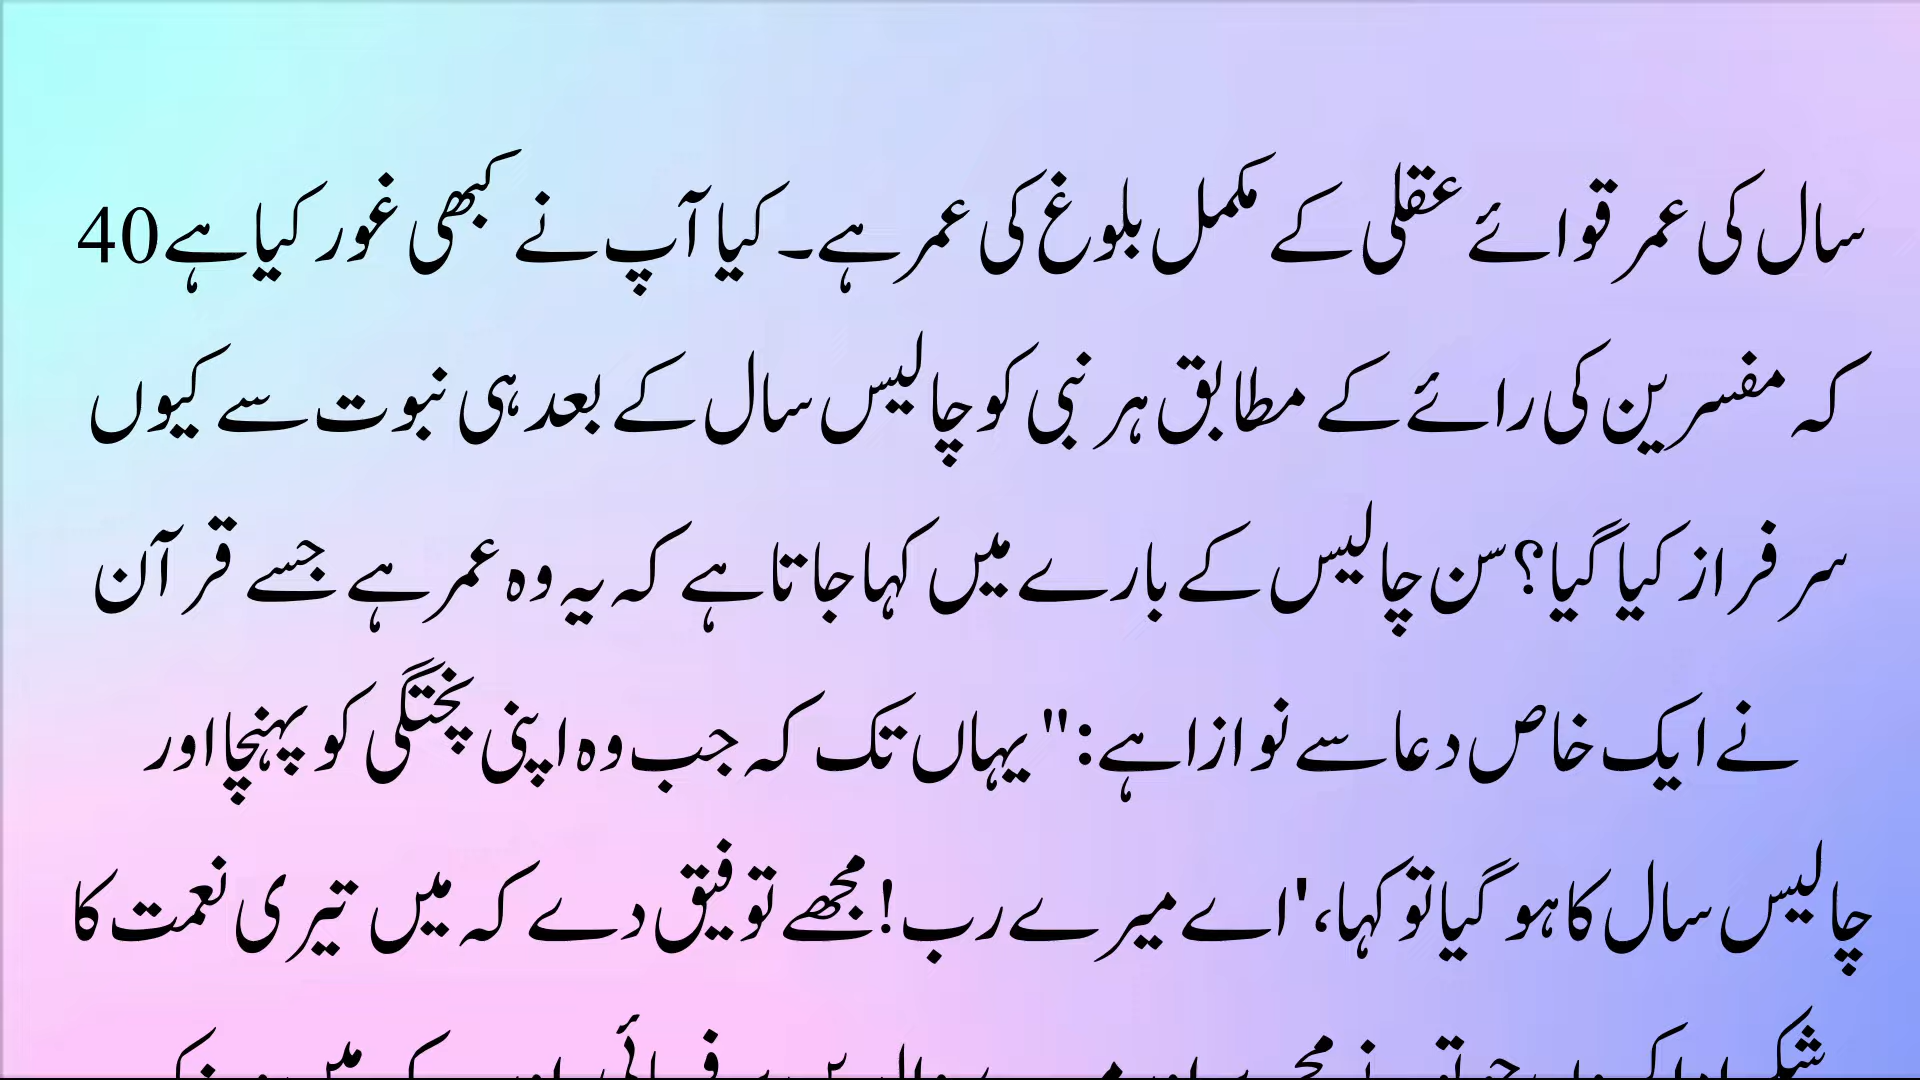 سال کی عمر قوائے عقلی کے مکمل بلوغ کی عمر ہے۔ کیا آپ نے کبھی غور کیا ہے 40
کہ مفسرین کی رائے کے مطابق ہر نبی کو چالیس سال کے بعد ہی نبوت سے کیوں
سرفراز کیا گیا؟ سن چالیس کے بارے میں کہا جاتا ہے کہ یہ وہ عمر ہے جسے قرآن
نے ایک خاص دعا سے نوازا ہے: "یہاں تک کہ جب وہ اپنی پختگی کو پہنچا اور
چالیس سال کا ہو گیا تو کہا، 'اے میرے رب! مجھے توفیق دے کہ میں تیری نعمت کا